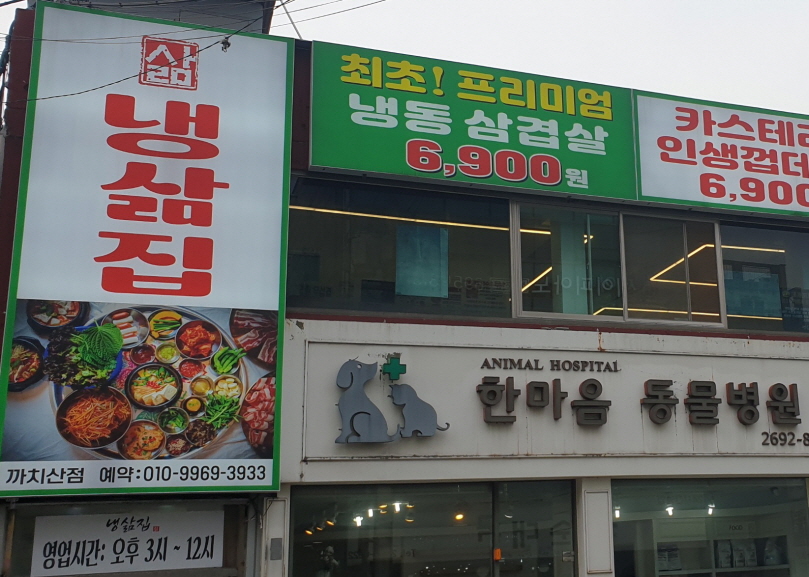 삶
냉
삶
집
까치산점 예약:010-9969-3933
냉삶집
영업시간: 오후 3시 ~ 12시
최초! 프리미엄
냉동 삼겹살
6,900원
카스테라
인생껍데
6,900
ANIMAL HOSPITAL
한마음 동물병원
2692-8